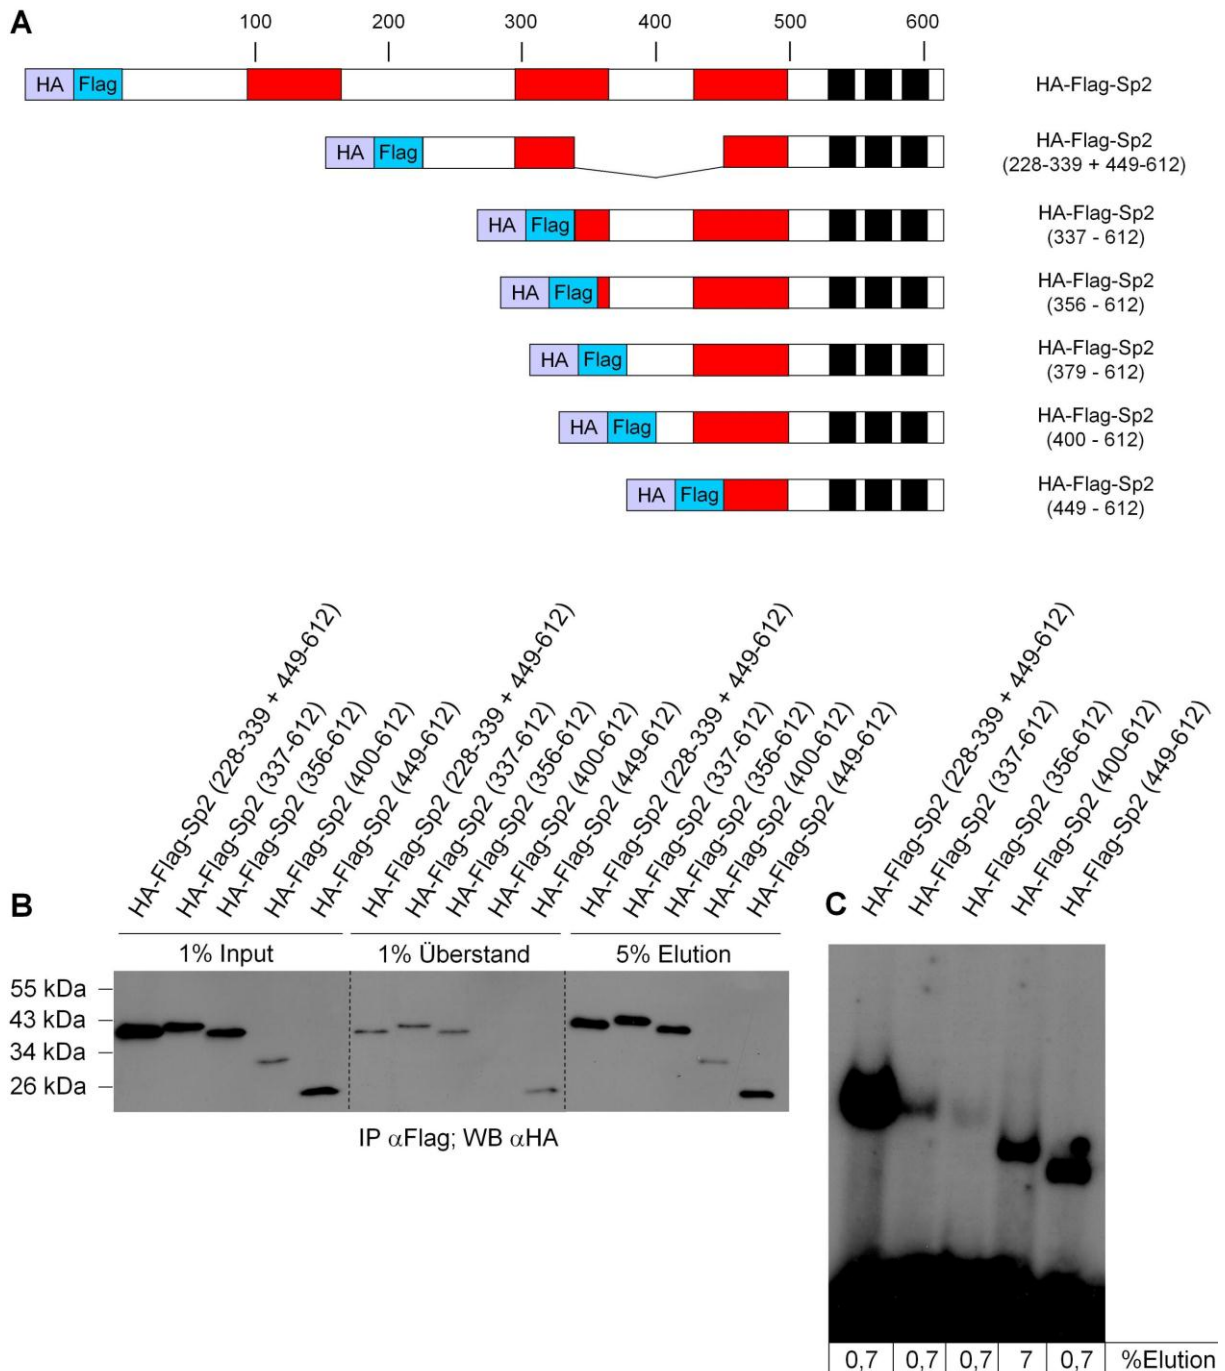 A
100 200 300 400 500 600
HA Flag
HA-Flag-Sp2
HA Flag
HA-Flag-Sp2
(228-339 + 449-612)
HA Flag
HA-Flag-Sp2
(337 - 612)
HA Flag
HA-Flag-Sp2
(356 - 612)
HA Flag
HA-Flag-Sp2
(379 - 612)
HA Flag
HA-Flag-Sp2
(400 - 612)
HA Flag
HA-Flag-Sp2
(449 - 612)
B
HA-Flag-Sp2 (228-339 + 449-612)
HA-Flag-Sp2 (337-612)
HA-Flag-Sp2 (356-612)
HA-Flag-Sp2 (400-612)
HA-Flag-Sp2 (449-612)
HA-Flag-Sp2 (228-339 + 449-612)
HA-Flag-Sp2 (337-612)
HA-Flag-Sp2 (356-612)
HA-Flag-Sp2 (400-612)
HA-Flag-Sp2 (449-612)
HA-Flag-Sp2 (228-339 + 449-612)
HA-Flag-Sp2 (337-612)
HA-Flag-Sp2 (356-612)
HA-Flag-Sp2 (400-612)
HA-Flag-Sp2 (449-612)
1% Input
1% Überstand
5% Elution
55 kDa
43 kDa
34 kDa
26 kDa
IP αFlag; WB αHA
C
HA-Flag-Sp2 (228-339 + 449-612)
HA-Flag-Sp2 (337-612)
HA-Flag-Sp2 (356-612)
HA-Flag-Sp2 (400-612)
HA-Flag-Sp2 (449-612)
0,7 0,7 0,7 7 0,7 %Elution